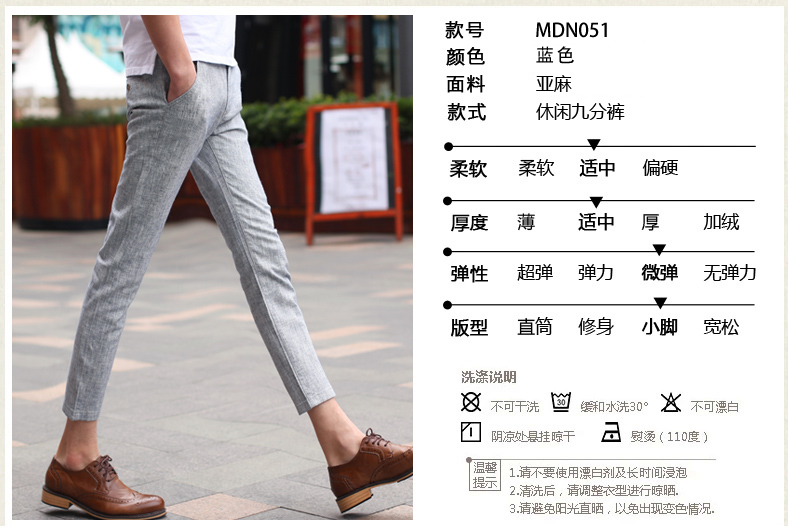 款号 MDN051
颜色 蓝色
面料 亚麻
款式 休闲九分裤
柔软 柔软 适中 偏硬
厚度 薄 适中 厚 加绒
弹性 超弹 弹力 微弹 无弹力
版型 直筒 修身 小脚 宽松
洗涤说明
不可干洗 30 缓和水洗30° 不可漂白
阴凉处悬挂晾干 熨烫（110度）
温馨提示
1.请不要使用漂白剂及长时间浸泡
2.清洗后，请调整衣型进行晾晒.
3.请避免阳光直晒，以免出现变色情况.